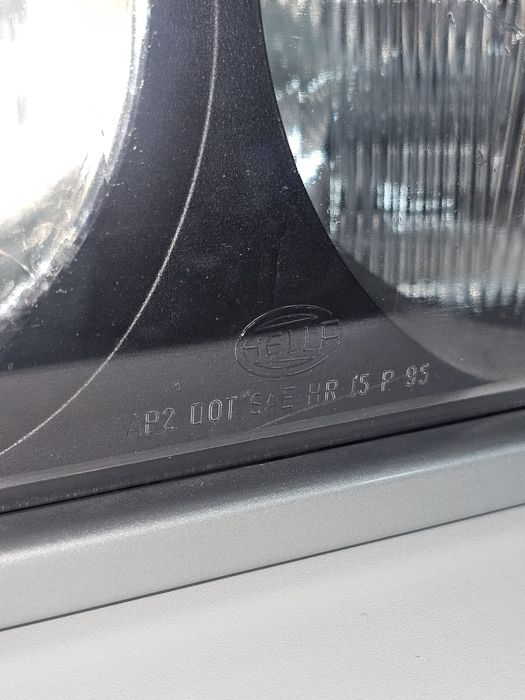 HELLA
AP2 DOT SAE HR I5 P 95